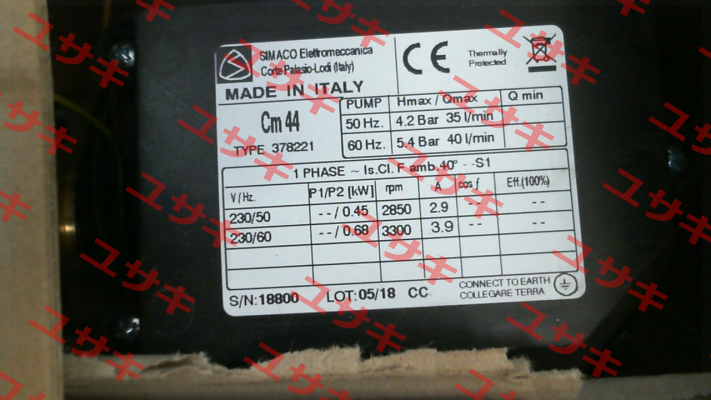 SIMACO Elettromeccanica
Corte Palasio-Lodi (Italy)
CE
Thermally
Protected
MADE IN ITALY
Cm 44
TYPE 378221
PUMP Hmax / Qmax Q min
50 Hz. 4.2 Bar 35 l/min
60 Hz. 5.4 Bar 40 l/min
1 PHASE ~ Is.Cl. F amb.40° --S1
V/Hz. P1/P2 [kW] rpm A cos f Eff.(100%)
230/50 --/0.45 2850 2.9 --
230/60 --/0.68 3300 3.9 -- --
S/N:18800 LOT:05/18 CC
CONNECT TO EARTH
COLLEGARE TERRA
ユサキ